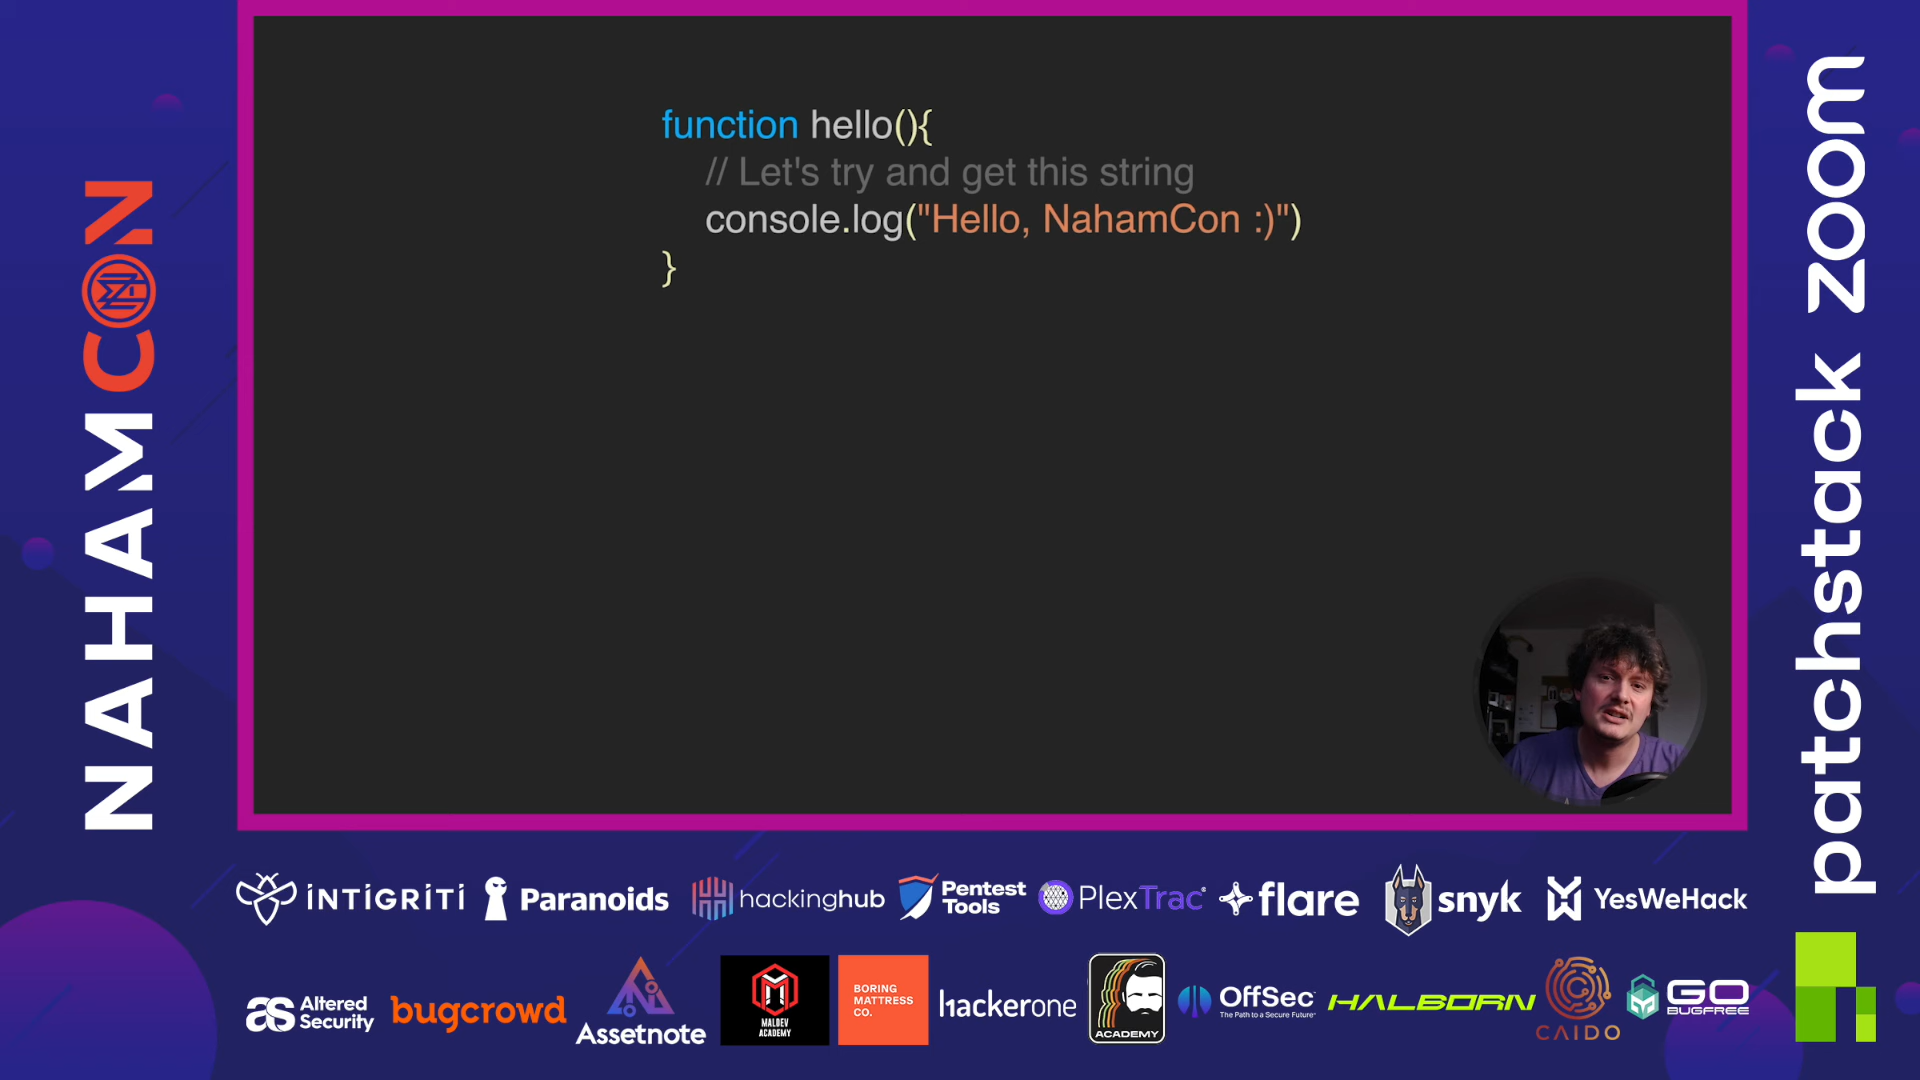 function hello(){
// Let's try and get this string
console.log("Hello, NahamCon :)")
}
NAHAMCON
patchstack zoom
INTIGRITI
Paranoids
hackinghub
Pentest
Tools
PlexTrac
flare
snyk
YesWeHack
Altered
Security
bugcrowd
Assetnote
MALDEV
ACADEMY
BORING
MATTRESS
CO.
hackerone
ACADEMY
OffSec
The Path to a Secure Future
HALBORN
CAIDO
GO
BUGFREE